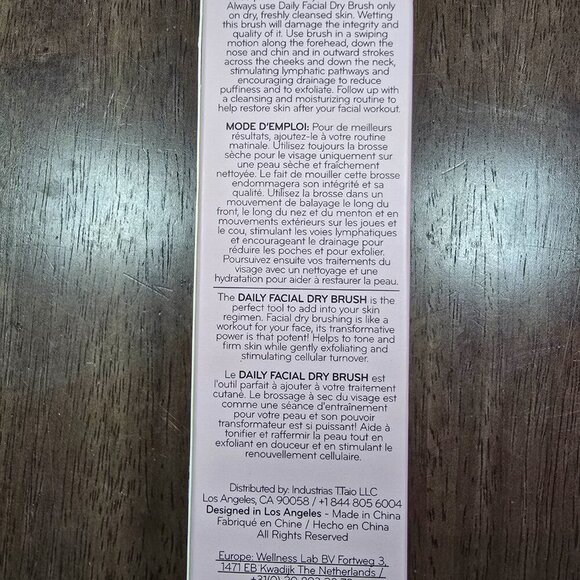 Always use Daily Facial Dry Brush only
on dry, freshly cleansed skin. Wetting
this brush will damage the integrity and
quality of it. Use brush in a swiping
motion along the forehead, down the
nose and chin and in outward strokes
across the cheeks and down the neck,
stimulating lymphatic pathways and
encouraging drainage to reduce
puffiness and to exfoliate. Follow up with
a cleansing and moisturizing routine to
help restore skin after your facial workout.
MODE D'EMPLOI: Pour de meilleurs
résultats, ajoutez-le à votre routine
matinale. Utilisez toujours la brosse
sèche pour le visage uniquement sur
une peau sèche et fraîchement
nettoyée. Le fait de mouiller cette brosse
endommagera son intégrité et sa
qualité. Utilisez la brosse dans un
mouvement de balayage le long du
front, le long du nez et du menton et en
mouvements extérieurs sur les joues et
le cou, stimulant les voies lymphatiques
et encourageant le drainage pour
réduire les poches et pour exfolier.
Poursuivez ensuite vos traitements du
visage avec un nettoyage et une
hydratation pour aider à restaurer la peau.
The DAILY FACIAL DRY BRUSH is the
perfect tool to add into your skin
regimen. Facial dry brushing is like a
workout for your face, its transformative
power is that potent! Helps to tone and
firm skin while gently exfoliating and
stimulating cellular turnover.
Le DAILY FACIAL DRY BRUSH est
l'outil parfait à ajouter à votre traitement
cutané. Le brossage à sec du visage est
comme une séance d'entraînement
pour votre peau et son pouvoir
transformateur est si puissant! Aide à
tonifier et raffermir la peau tout en
exfoliant en douceur et en stimulant le
renouvellement cellulaire.
Distributed by: Industrias TTaio LLC
Los Angeles, CA 90058 / +1 844 805 6004
Designed in Los Angeles - Made in China
Fabriqué en Chine / Hecho en China
All Rights Reserved
Europe: Wellness Lab BV Fortweg 3,
1471 EB Kwadijk The Netherlands /